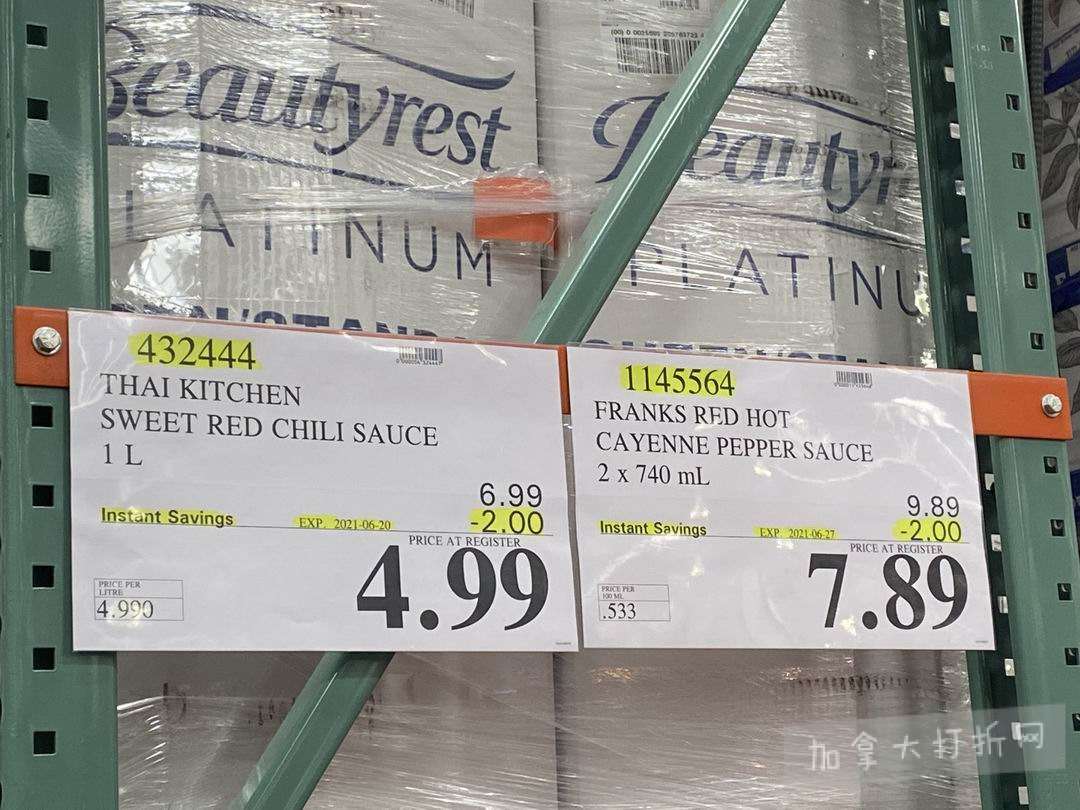 Beautyrest
PLATINUM
Beautyr
PLATINU
432444
THAI KITCHEN
SWEET RED CHILI SAUCE
1 L
6.99
Instant Savings EXP. 2021-06-20 -2.00
PRICE AT REGISTER
4.99
PRICE PER
LITRE
4.990
1145564
FRANKS RED HOT
CAYENNE PEPPER SAUCE
2 x 740 mL
9.89
Instant Savings EXP. 2021-06-27 -2.00
PRICE AT REGISTER
7.89
PRICE PER
100 ML
.533
加拿大打折网